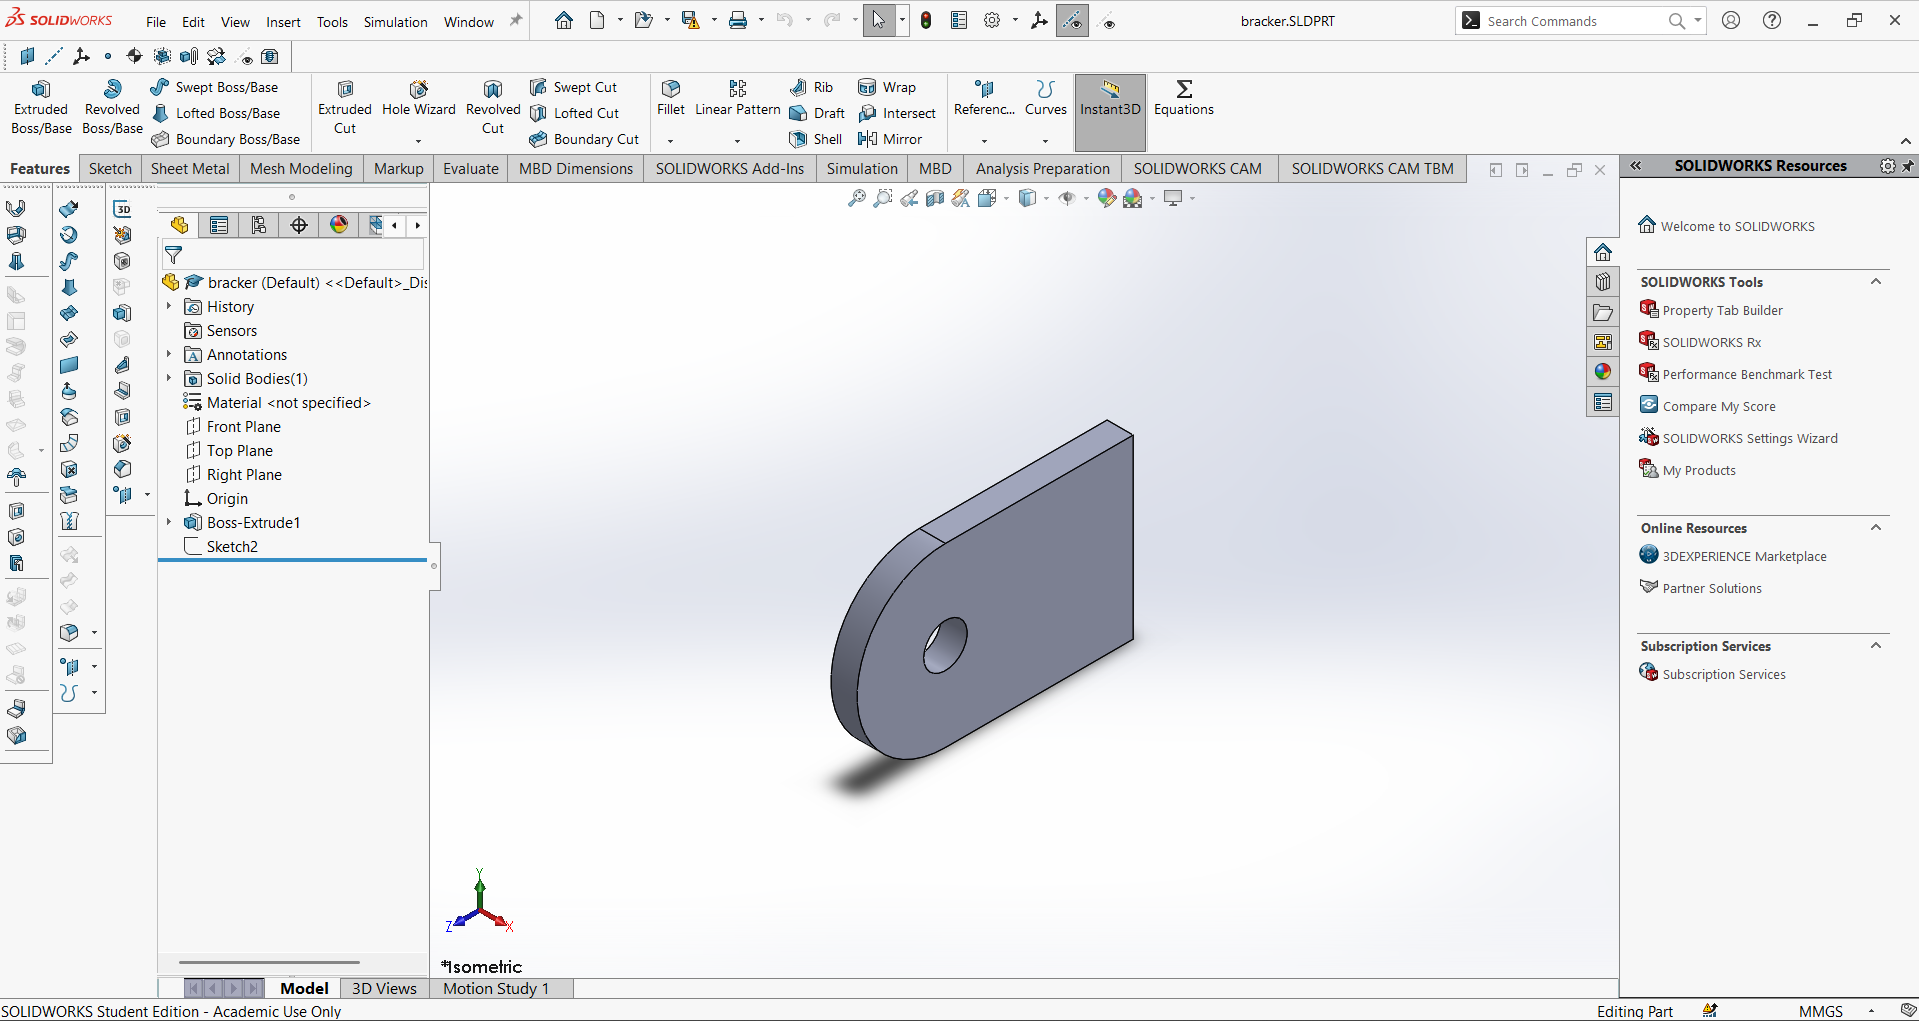 SOLIDWORKS File Edit View Insert Tools Simulation Window bracker.SLDPRT Search Commands
Extruded Boss/Base
Revolved Boss/Base
Swept Boss/Base
Lofted Boss/Base
Boundary Boss/Base
Extruded Cut
Hole Wizard
Revolved Cut
Swept Cut
Lofted Cut
Boundary Cut
Fillet
Linear Pattern
Rib
Draft
Shell
Wrap
Intersect
Mirror
Referenc...
Curves
Instant3D
Equations
Features Sketch Sheet Metal Mesh Modeling Markup Evaluate MBD Dimensions SOLIDWORKS Add-Ins Simulation MBD Analysis Preparation SOLIDWORKS CAM SOLIDWORKS CAM TBM
3D
bracker (Default) <<Default>_Dis
History
Sensors
Annotations
Solid Bodies(1)
Material <not specified>
Front Plane
Top Plane
Right Plane
Origin
Boss-Extrude1
Sketch2
Y
Z
X
*Isometric
SOLIDWORKS Resources
Welcome to SOLIDWORKS
SOLIDWORKS Tools
Property Tab Builder
SOLIDWORKS Rx
Performance Benchmark Test
Compare My Score
SOLIDWORKS Settings Wizard
My Products
Online Resources
3DEXPERIENCE Marketplace
Partner Solutions
Subscription Services
Subscription Services
Model 3D Views Motion Study 1
SOLIDWORKS Student Edition - Academic Use Only Editing Part MMGS